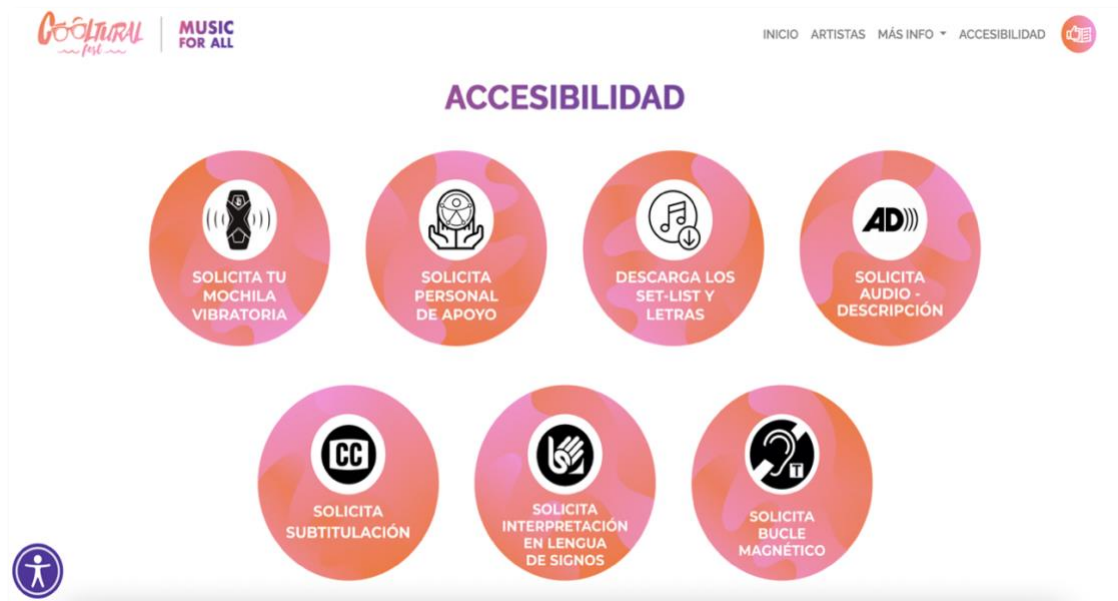 COOLTURAL
fest
MUSIC
FOR ALL
INICIO ARTISTAS MÁS INFO ACCESIBILIDAD
ACCESIBILIDAD
SOLICITA TU
MOCHILA
VIBRATORIA
SOLICITA
PERSONAL
DE APOYO
DESCARGA LOS
SET-LIST Y
LETRAS
AD
SOLICITA
AUDIO -
DESCRIPCIÓN
CC
SOLICITA
SUBTITULACIÓN
SOLICITA
INTERPRETACIÓN
EN LENGUA
DE SIGNOS
T
SOLICITA
BUCLE
MAGNÉTICO